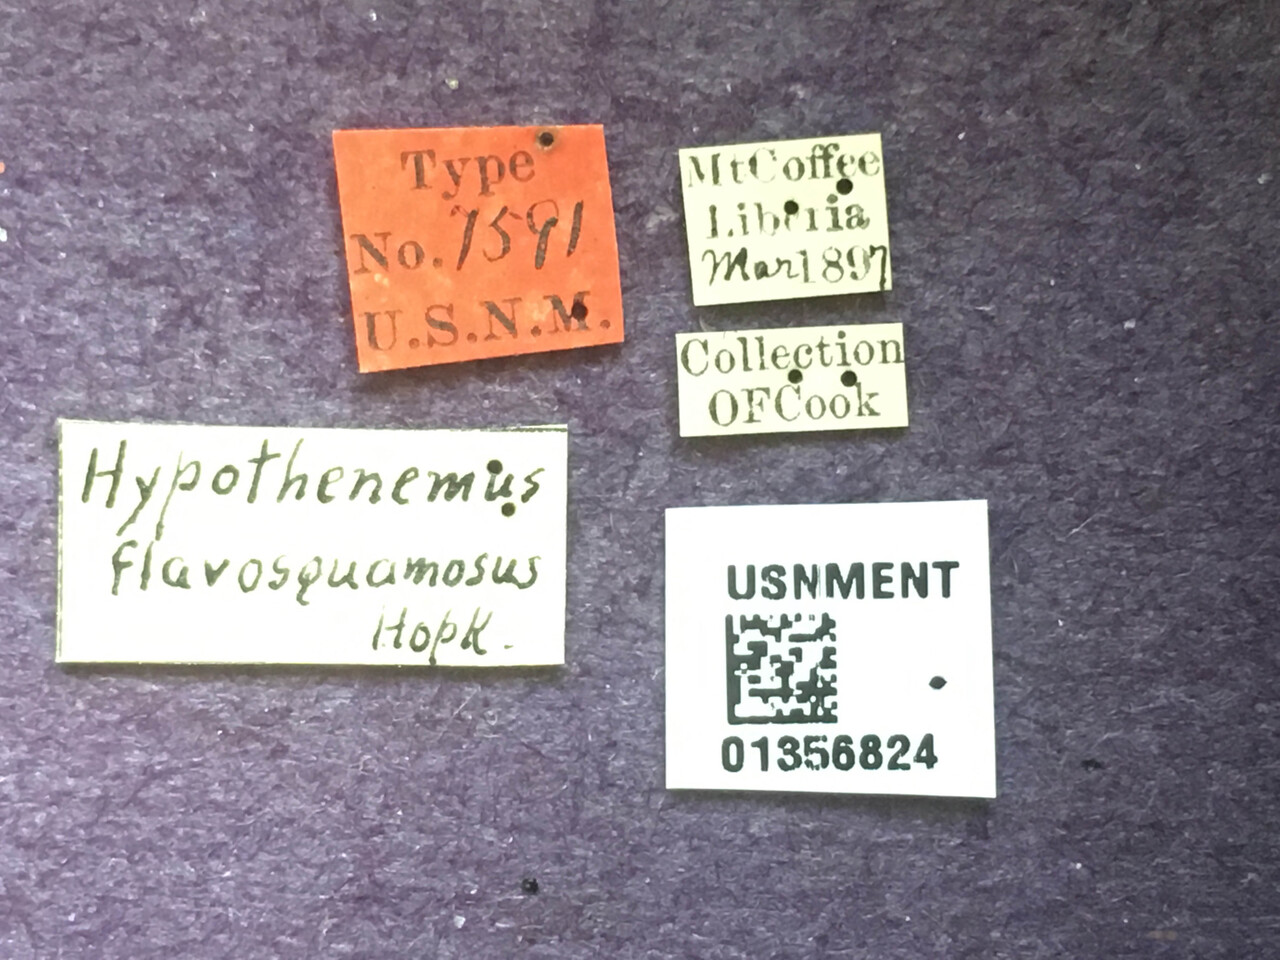 Type
No. 7591
U.S.N.M.
MtCoffee
Liberia
Mar1897
Collection
OFCook
Hypothenemus
flavosquamosus
Hopk.
USNMENT
01356824